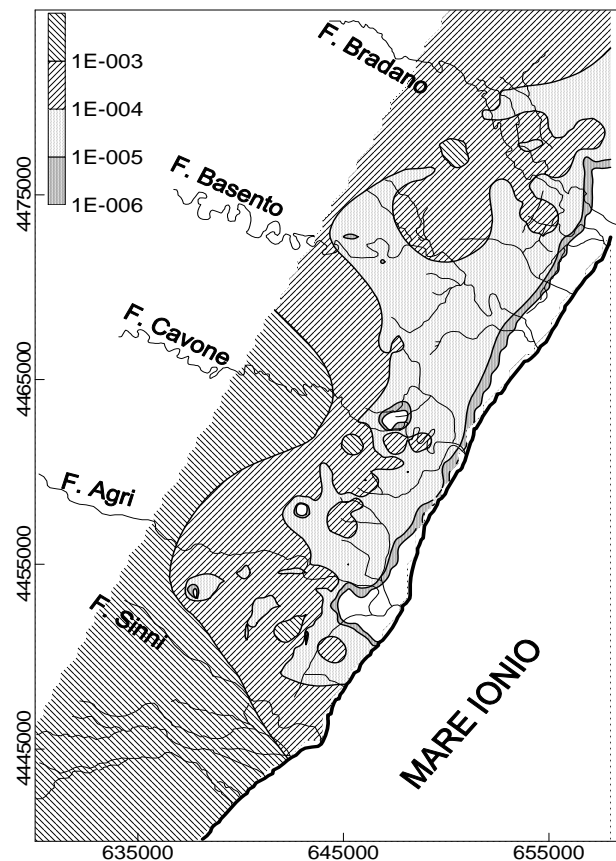 F. Bradano
1E-003
1E-004
1E-005
1E-006
F. Basento
4475000
F. Cavone
4465000
F. Agri
4455000
F. Sinni
MARE IONIO
4445000
635000
645000
655000